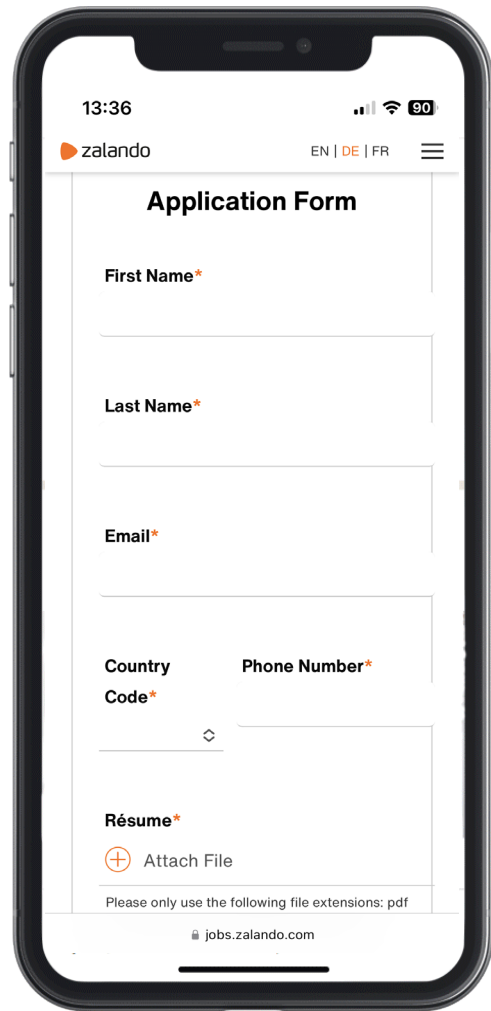 13:36
90
zalando
EN | DE | FR
Application Form
First Name*
Last Name*
Email*
Country Code*
Phone Number*
Résume*
Attach File
Please only use the following file extensions: pdf
jobs.zalando.com